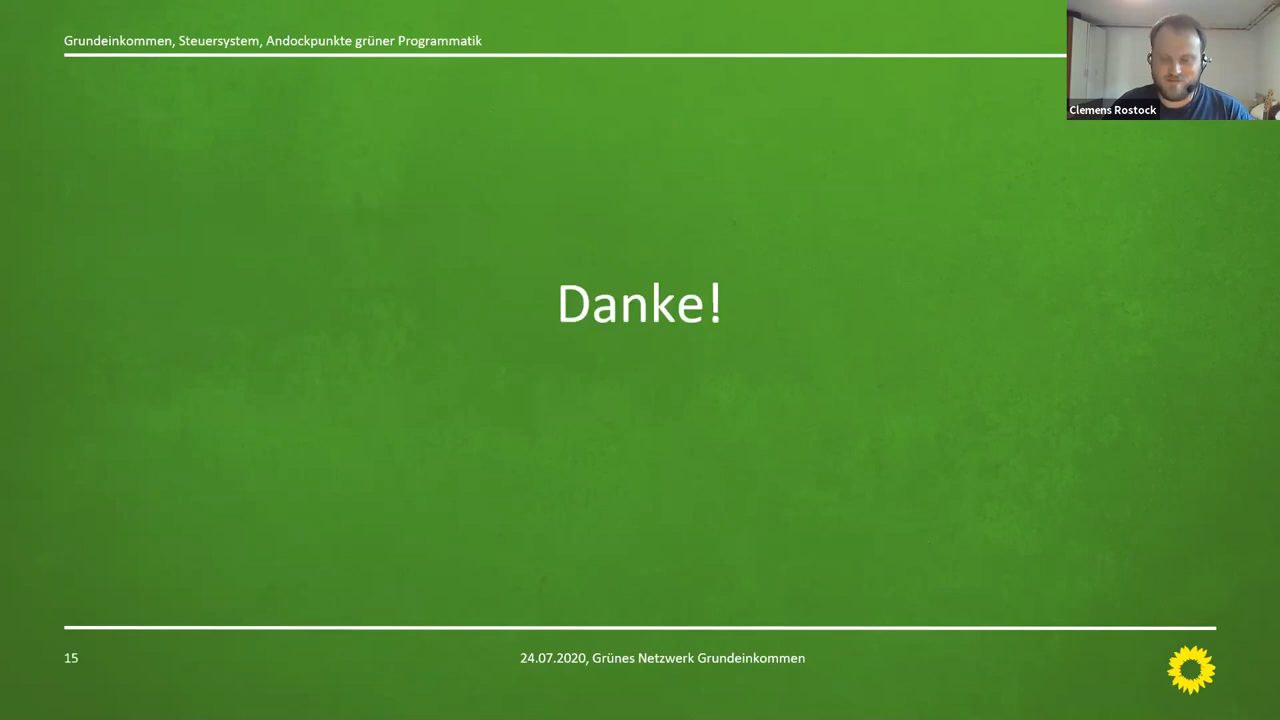 Grundeinkommen, Steuersystem, Andockpunkte grüner Programmatik
Clemens Rostock
Danke!
15
24.07.2020, Grünes Netzwerk Grundeinkommen